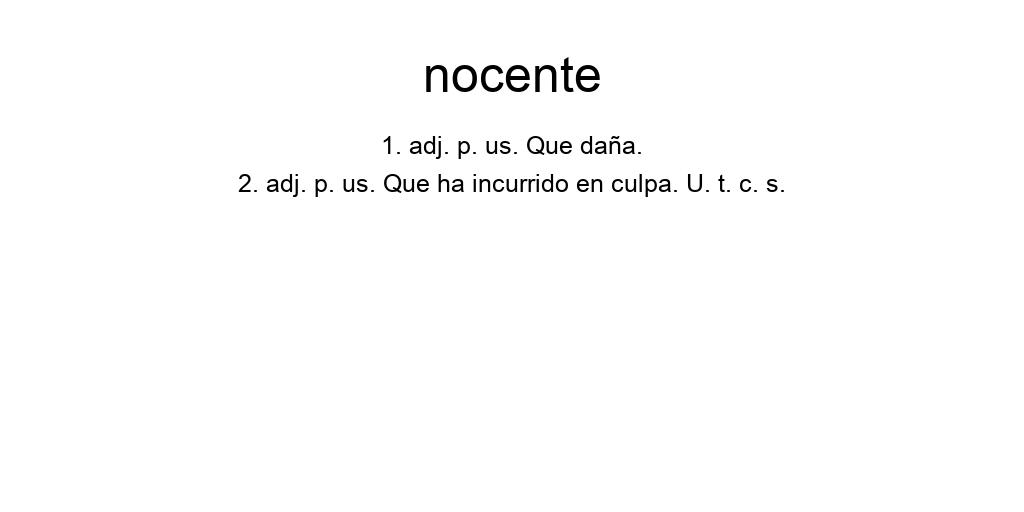 nocente
1. adj. p. us. Que daña.
2. adj. p. us. Que ha incurrido en culpa. U. t. c. s.